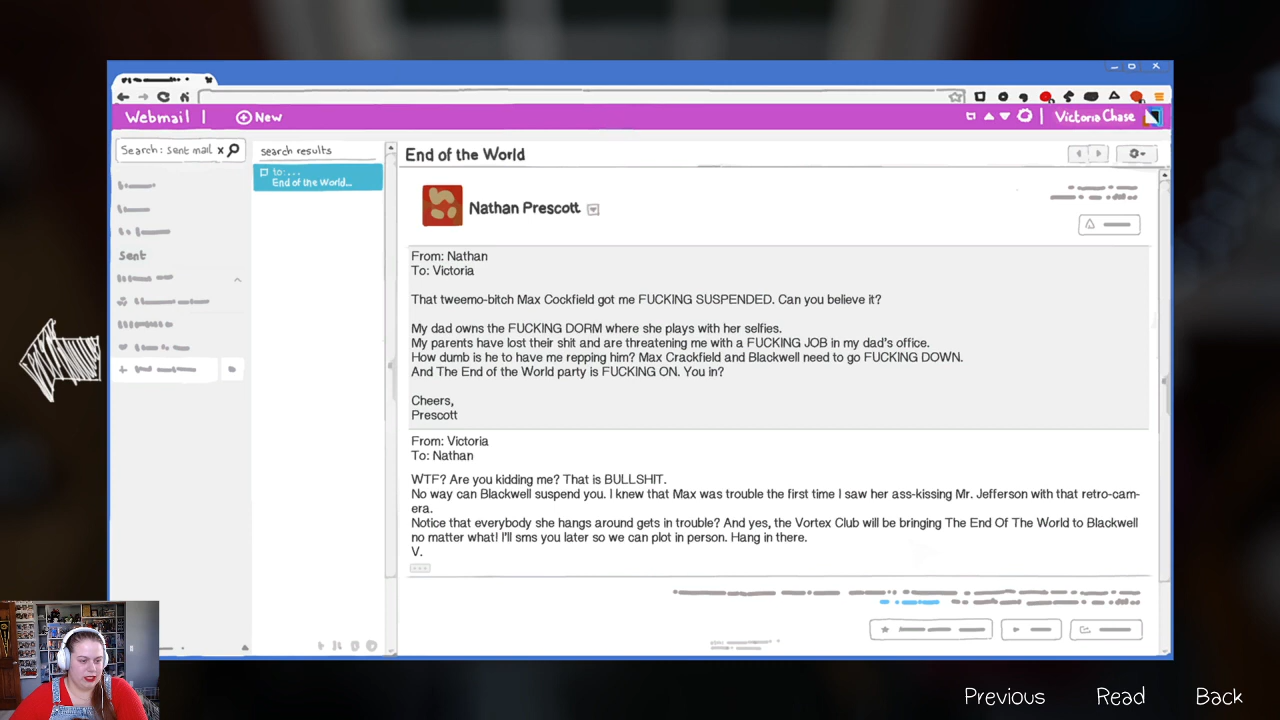 Webmail |
New
Victoria Chase
Search: sent mail x
search results
End of the World
to:...
End of the World...
Nathan Prescott
Sent
From: Nathan
To: Victoria
That tweemo-bitch Max Cockfield got me FUCKING SUSPENDED. Can you believe it?
My dad owns the FUCKING DORM where she plays with her selfies.
My parents have lost their shit and are threatening me with a FUCKING JOB in my dad's office.
How dumb is he to have me repping him? Max Crackfield and Blackwell need to go FUCKING DOWN.
And The End of the World party is FUCKING ON. You in?
Cheers,
Prescott
From: Victoria
To: Nathan
WTF? Are you kidding me? That is BULLSHIT.
No way can Blackwell suspend you. I knew that Max was trouble the first time I saw her ass-kissing Mr. Jefferson with that retro-cam-
era.
Notice that everybody she hangs around gets in trouble? And yes, the Vortex Club will be bringing The End Of The World to Blackwell
no matter what! I'll sms you later so we can plot in person. Hang in there.
V.
Previous
Read
Back